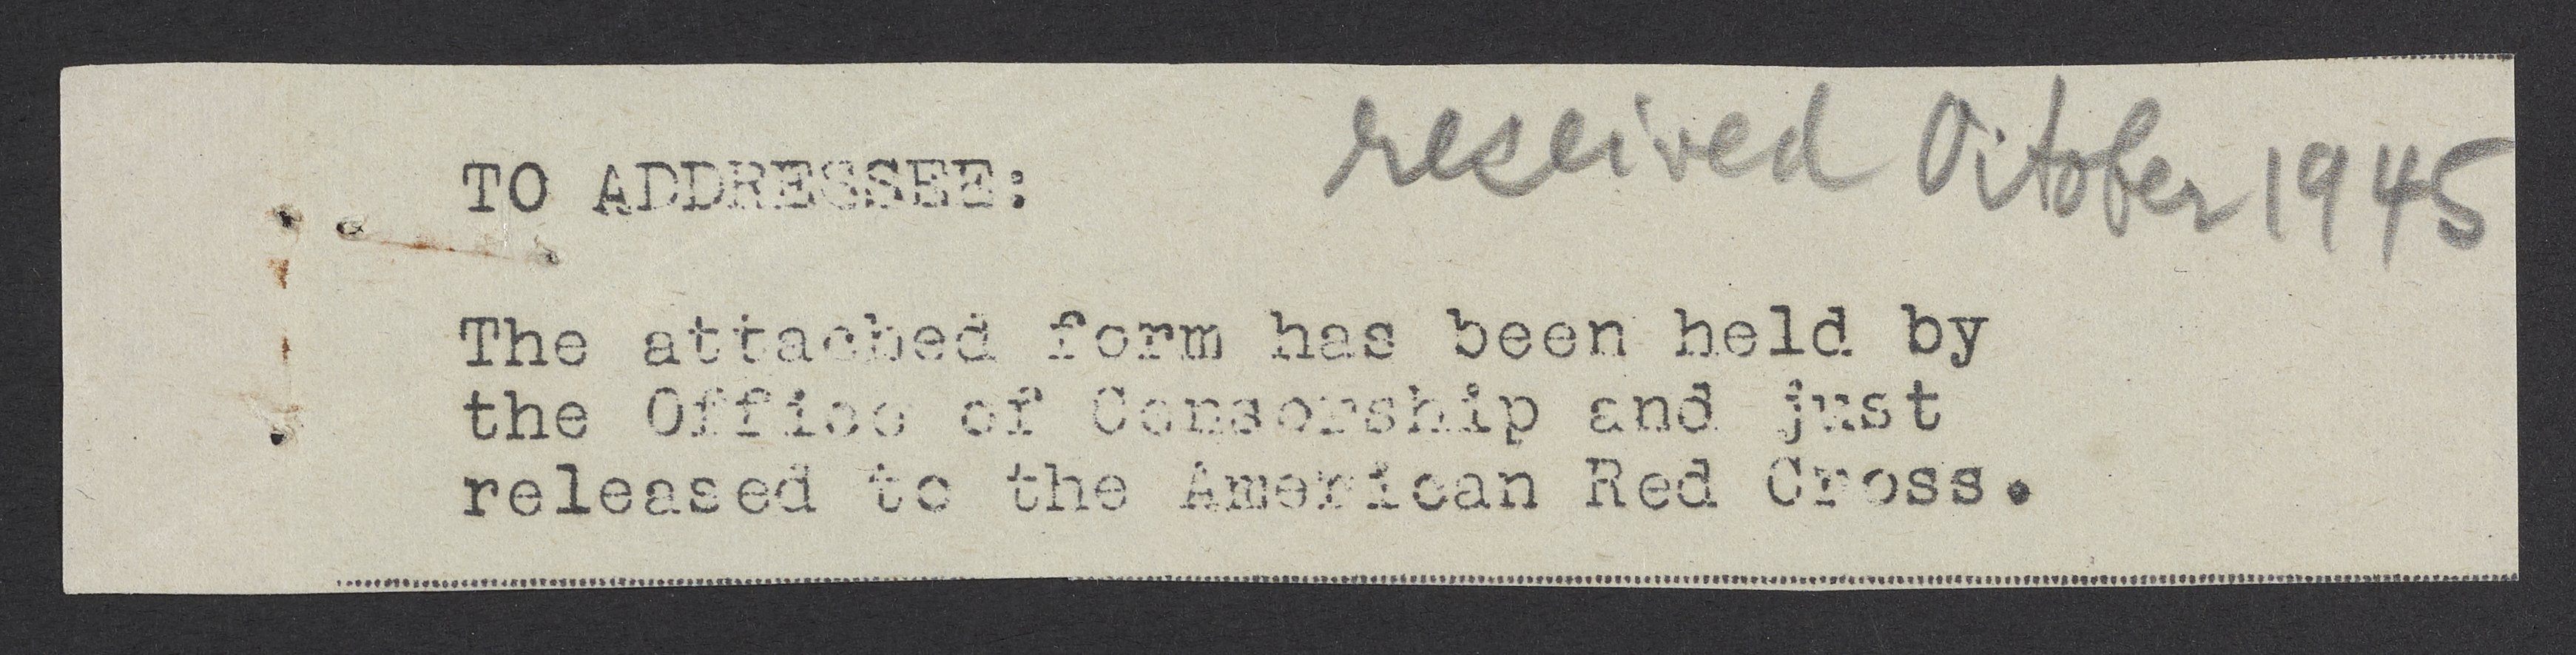 received October 1945
TO ADDRESSEE:
The attached form has been held by
the Office of Censorship and just
released to the American Red Cross.